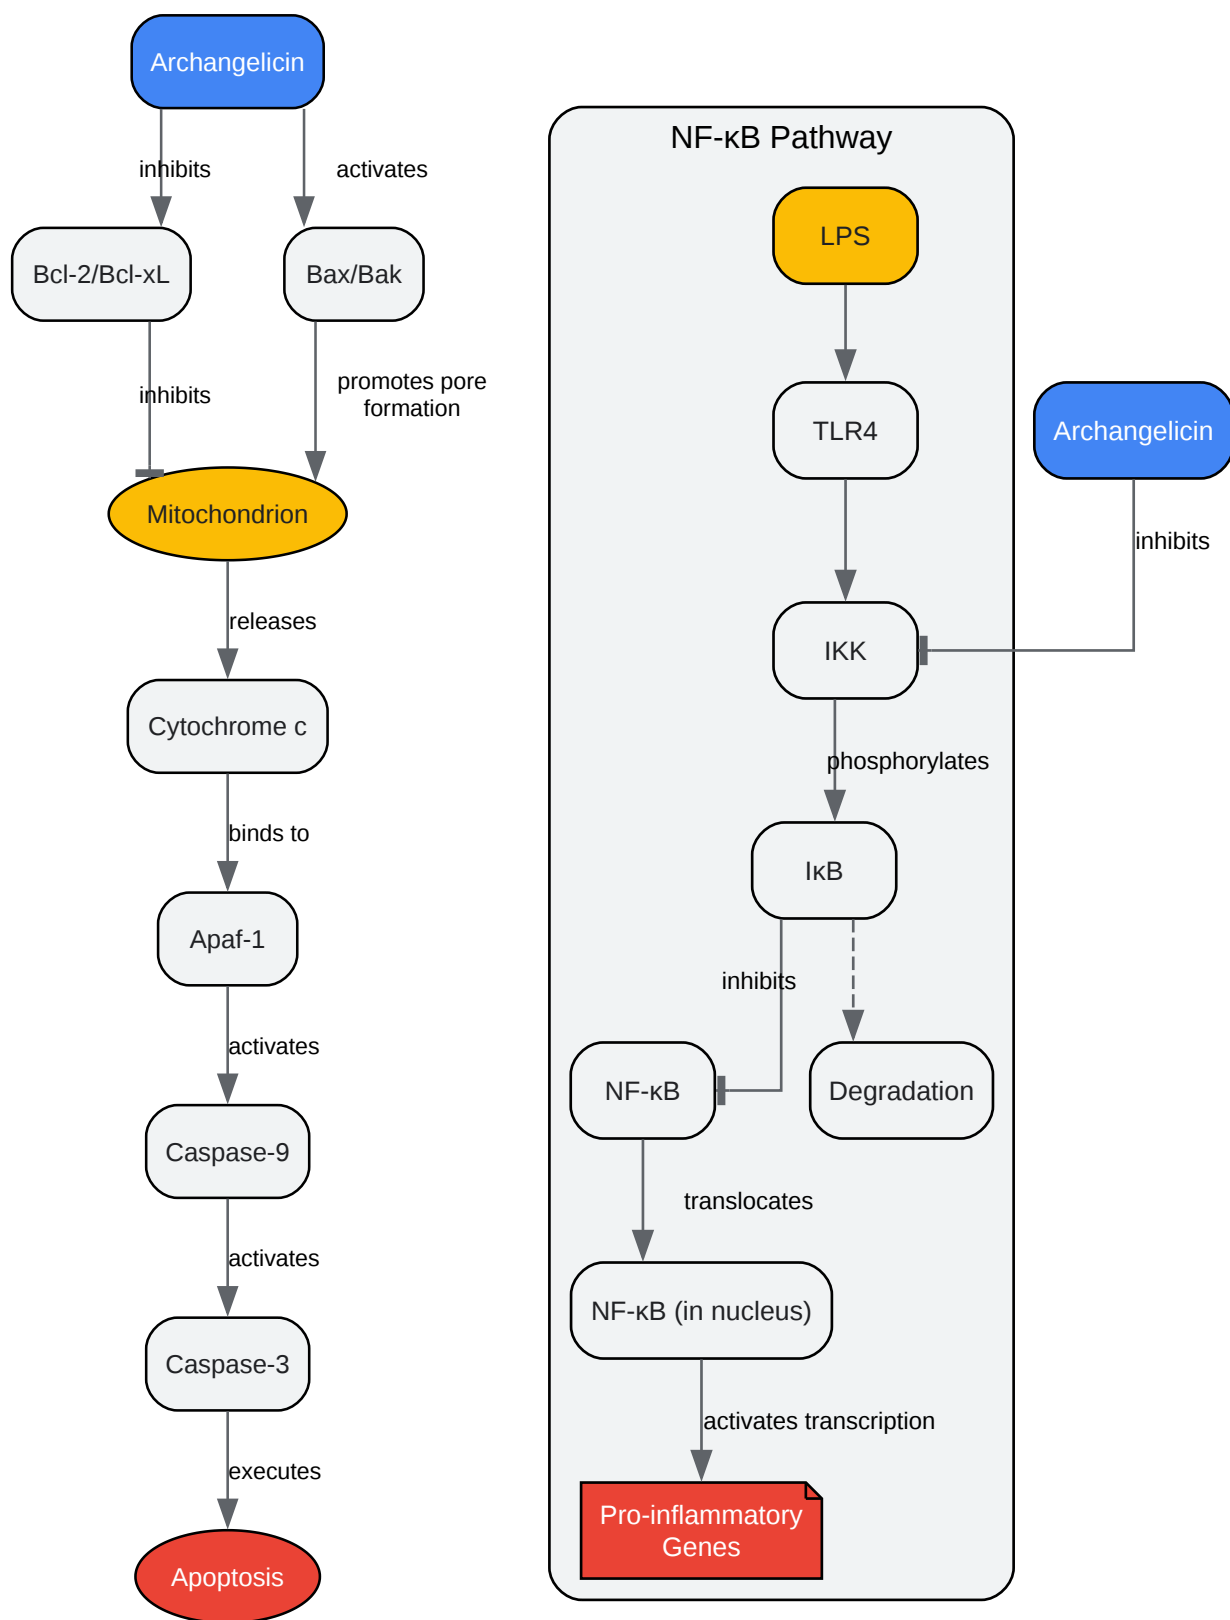 Archangelicin
inhibits
activates
Bcl-2/Bcl-xL
Bax/Bak
inhibits
promotes pore
formation
Mitochondrion
releases
Cytochrome c
binds to
Apaf-1
activates
Caspase-9
activates
Caspase-3
executes
Apoptosis
NF-κB Pathway
LPS
TLR4
Archangelicin
inhibits
IKK
phosphorylates
IκB
inhibits
NF-κB
Degradation
translocates
NF-κB (in nucleus)
activates transcription
Pro-inflammatory
Genes